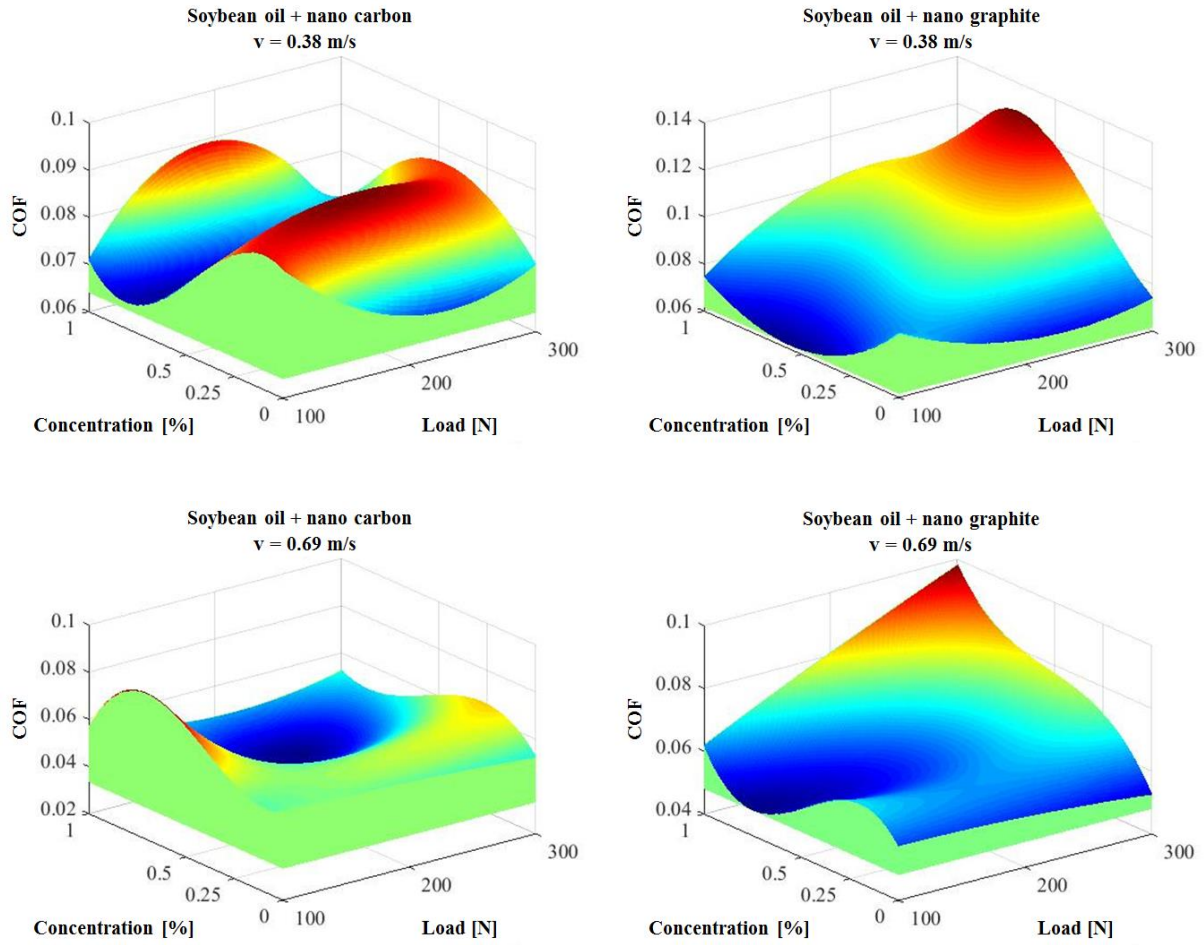 Soybean oil + nano carbon
v = 0.38 m/s
0.1
0.09
0.08
0.07
0.06
COF
1
0.5
0.25
0
100
200
300
Concentration [%]
Load [N]
Soybean oil + nano graphite
v = 0.38 m/s
0.14
0.12
0.1
0.08
0.06
COF
1
0.5
0.25
0
100
200
300
Concentration [%]
Load [N]
Soybean oil + nano carbon
v = 0.69 m/s
0.1
0.08
0.06
0.04
0.02
COF
1
0.5
0.25
0
100
200
300
Concentration [%]
Load [N]
Soybean oil + nano graphite
v = 0.69 m/s
0.1
0.08
0.06
0.04
COF
1
0.5
0.25
0
100
200
300
Concentration [%]
Load [N]